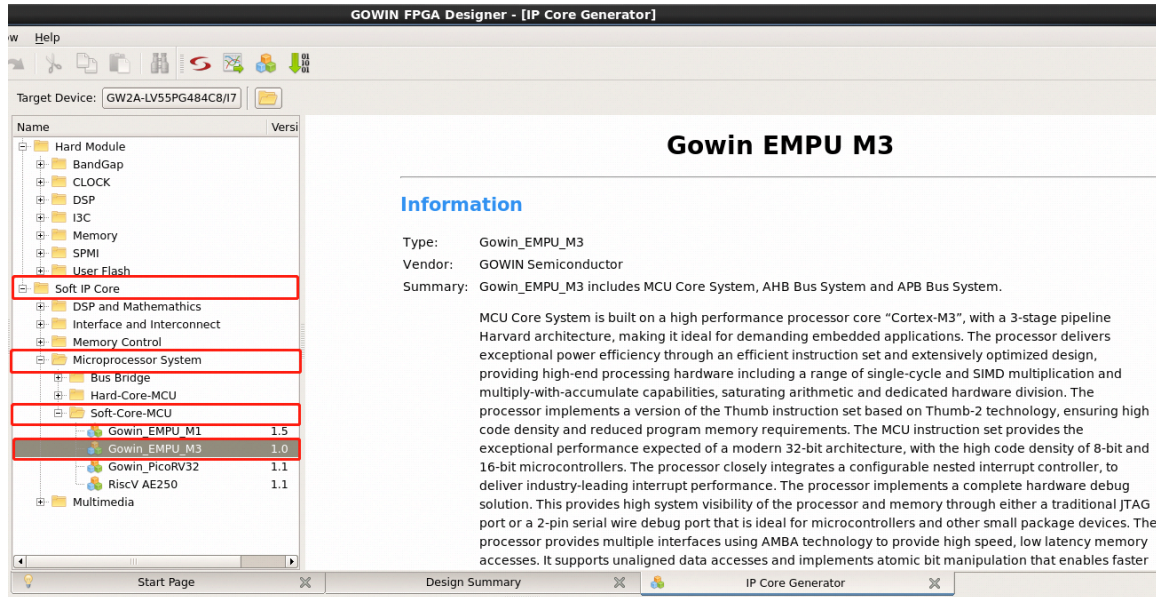 GOWIN FPGA Designer - [IP Core Generator]
ow Help
Target Device: GW2A-LV55PG484C8/I7
Name Versi
Hard Module
BandGap
CLOCK
DSP
I3C
Memory
SPMI
User Flash
Soft IP Core
DSP and Mathemathics
Interface and Interconnect
Memory Control
Microprocessor System
Bus Bridge
Hard-Core-MCU
Soft-Core-MCU
Gowin_EMPU_M1 1.5
Gowin_EMPU_M3 1.0
Gowin_PicoRV32 1.1
RiscV AE250 1.1
Multimedia
Gowin EMPU M3
Information
Type: Gowin_EMPU_M3
Vendor: GOWIN Semiconductor
Summary: Gowin_EMPU_M3 includes MCU Core System, AHB Bus System and APB Bus System.
MCU Core System is built on a high performance processor core “Cortex-M3”, with a 3-stage pipeline
Harvard architecture, making it ideal for demanding embedded applications. The processor delivers
exceptional power efficiency through an efficient instruction set and extensively optimized design,
providing high-end processing hardware including a range of single-cycle and SIMD multiplication and
multiply-with-accumulate capabilities, saturating arithmetic and dedicated hardware division. The
processor implements a version of the Thumb instruction set based on Thumb-2 technology, ensuring high
code density and reduced program memory requirements. The MCU instruction set provides the
exceptional performance expected of a modern 32-bit architecture, with the high code density of 8-bit and
16-bit microcontrollers. The processor closely integrates a configurable nested interrupt controller, to
deliver industry-leading interrupt performance. The processor implements a complete hardware debug
solution. This provides high system visibility of the processor and memory through either a traditional JTAG
port or a 2-pin serial wire debug port that is ideal for microcontrollers and other small package devices. The
processor provides multiple interfaces using AMBA technology to provide high speed, low latency memory
accesses. It supports unaligned data accesses and implements atomic bit manipulation that enables faster
Start Page Design Summary IP Core Generator